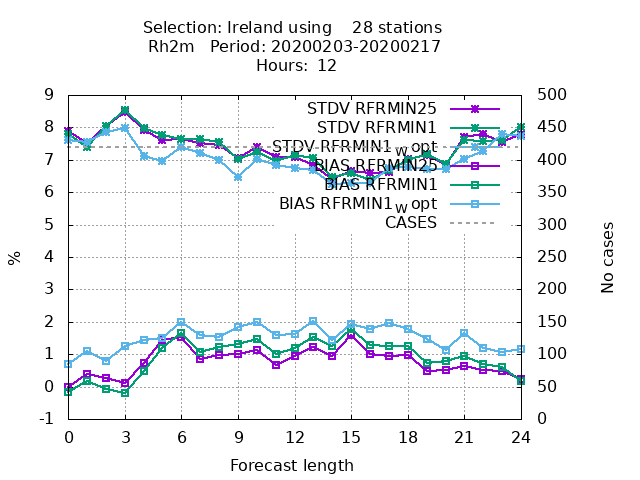 Selection: Ireland using 28 stations
Rh2m Period: 20200203-20200217
Hours: 12
STDV RFRMIN25
STDV RFRMIN1
STDV RFRMIN1w opt
BIAS RFRMIN25
BIAS RFRMIN1
BIAS RFRMIN1w opt
CASES
9
8
7
6
5
4
3
2
1
0
-1
%
500
450
400
350
300
250
200
150
100
50
0
No cases
0 3 6 9 12 15 18 21 24
Forecast length